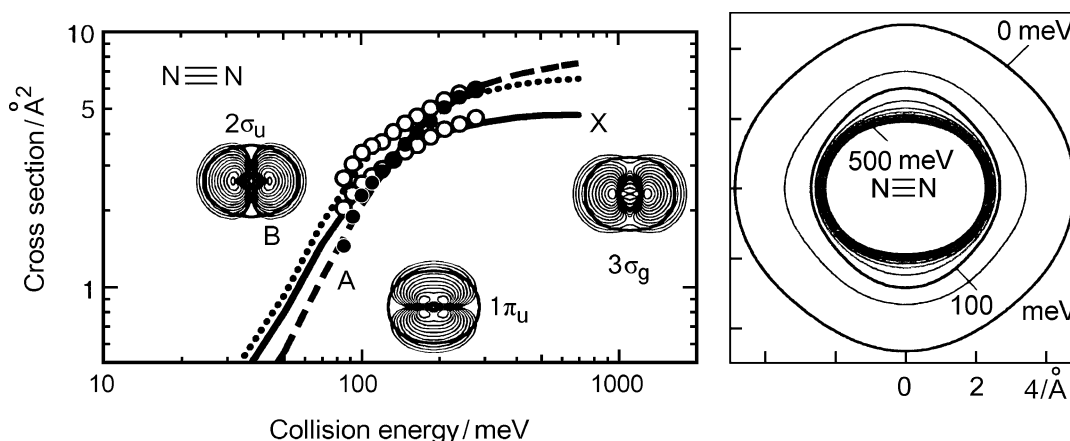 10
5
1
Cross section/Å²
N≡N
2σu
B
A
1πu
3σg
X
10
100
1000
Collision energy/meV
0 meV
500 meV
N≡N
100 meV
0
2
4/Å